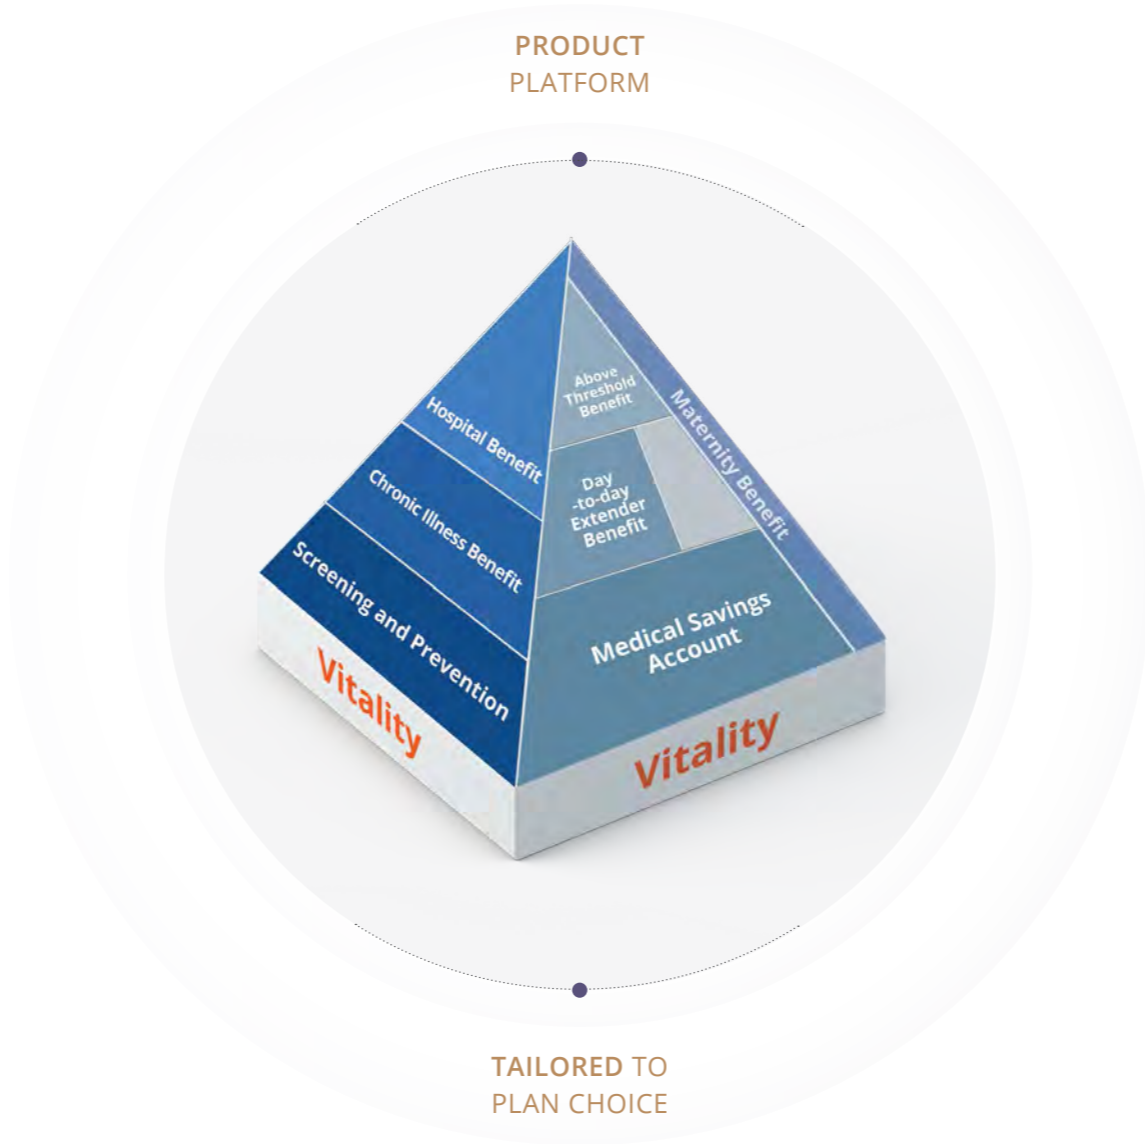 PRODUCT
PLATFORM
Above
Threshold
Benefit
Maternity Benefit
Hospital Benefit
Day
-to-day
Extender
Benefit
Chronic Illness Benefit
Screening and Prevention
Medical Savings
Account
Vitality
Vitality
TAILORED TO
PLAN CHOICE